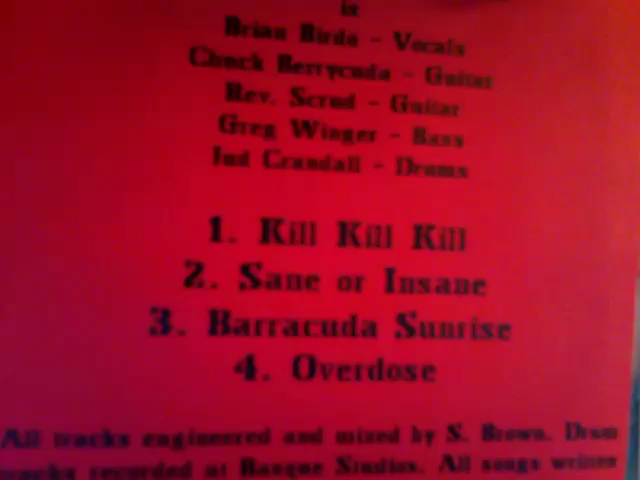 is
Brian Birds - Vocals
Chuck Berrycuda - Guitar
Rev. Scrud - Guitar
Greg Winger - Bass
Jud Crandall - Drums
1. Kill Kill Kill
2. Sane or Insane
3. Barracuda Sunrise
4. Overdose
All tracks engineered and mixed by S. Brown. Drum
tracks recorded at Studios. All songs written